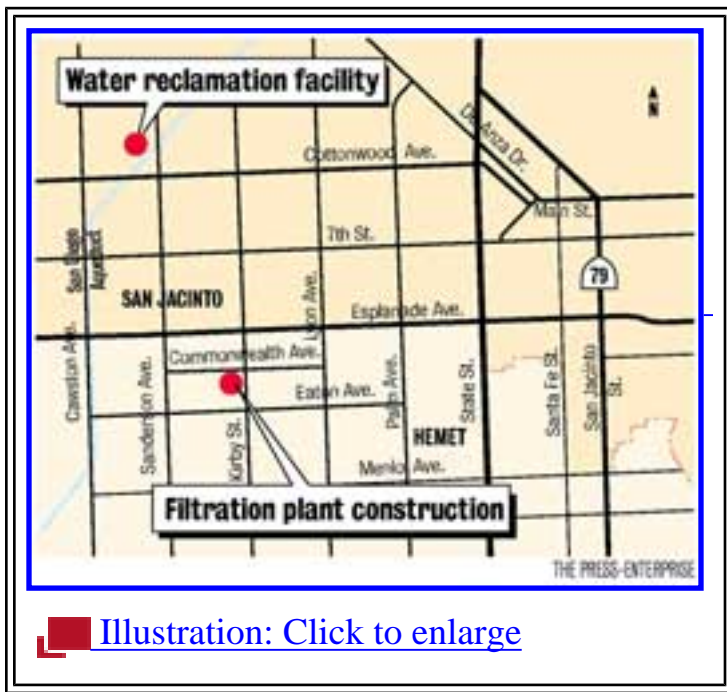 Water reclamation facility
N
De Anza Dr.
Cottonwood Ave.
Main St.
7th St.
San Diego
Aqueduct
79
SAN JACINTO
Lyon Ave.
Esplanade Ave.
Commonwealth Ave.
Cawston Ave.
Sanderson Ave.
Kirby St.
Eaton Ave.
Palm Ave.
State St.
Santa Fe St.
San Jacinto
St.
HEMET
Menlo Ave.
Filtration plant construction
THE PRESS-ENTERPRISE
Illustration: Click to enlarge